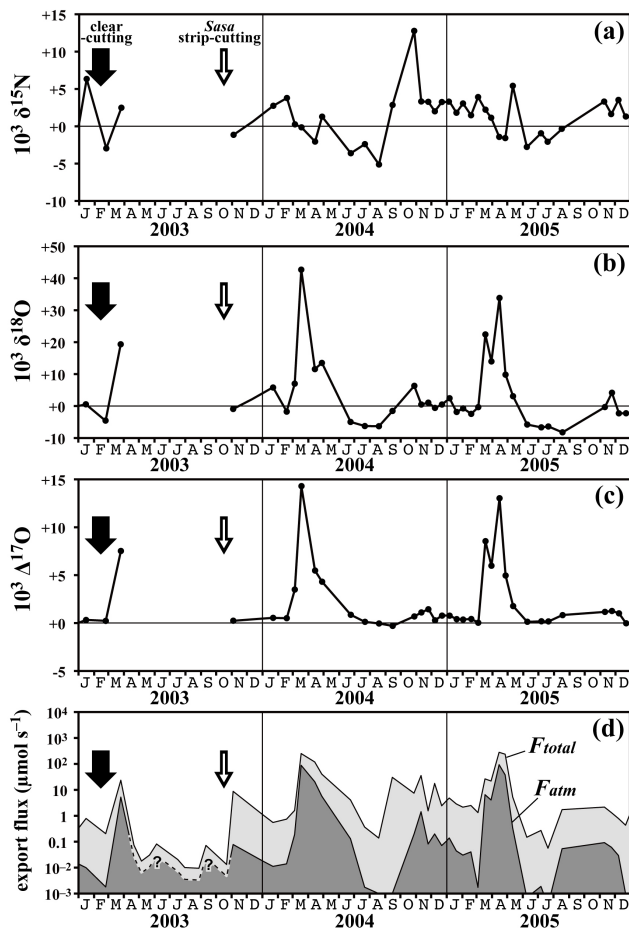 clear-cutting
Sasa strip-cutting
(a)
10³ δ¹⁵N
+15
+10
+5
+0
-5
-10
J F M A M J J A S O N D J F M A M J J A S O N D J F M A M J J A S O N D
2003 2004 2005
(b)
10³ δ¹⁸O
+50
+40
+30
+20
+10
+0
-10
J F M A M J J A S O N D J F M A M J J A S O N D J F M A M J J A S O N D
2003 2004 2005
(c)
10³ Δ¹⁷O
+15
+10
+5
+0
-5
J F M A M J J A S O N D J F M A M J J A S O N D J F M A M J J A S O N D
2003 2004 2005
(d)
export flux (μmol s⁻¹)
10⁴
10³
10²
10
1
0.1
10⁻²
10⁻³
F_total
F_atm
? ?
J F M A M J J A S O N D J F M A M J J A S O N D J F M A M J J A S O N D
2003 2004 2005